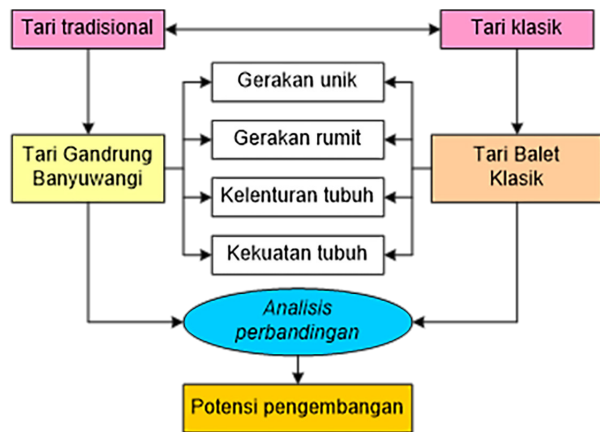 Tari tradisional
Tari klasik
Gerakan unik
Gerakan rumit
Tari Gandrung
Banyuwangi
Tari Balet
Klasik
Kelenturan tubuh
Kekuatan tubuh
Analisis
perbandingan
Potensi pengembangan